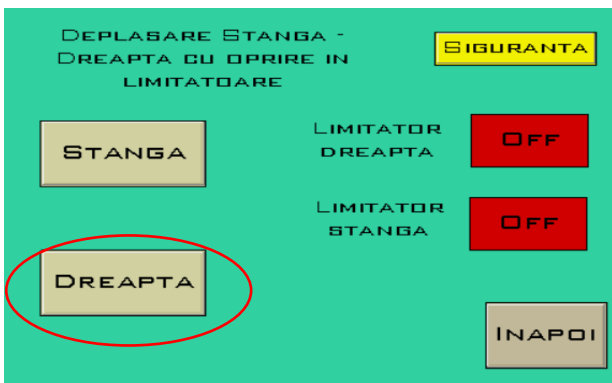 Deplasare Stanga -
Dreapta cu oprire in
limitatoare
Siguranta
Stanga
Limitator
dreapta
Off
Limitator
stanga
Off
Dreapta
Inapoi